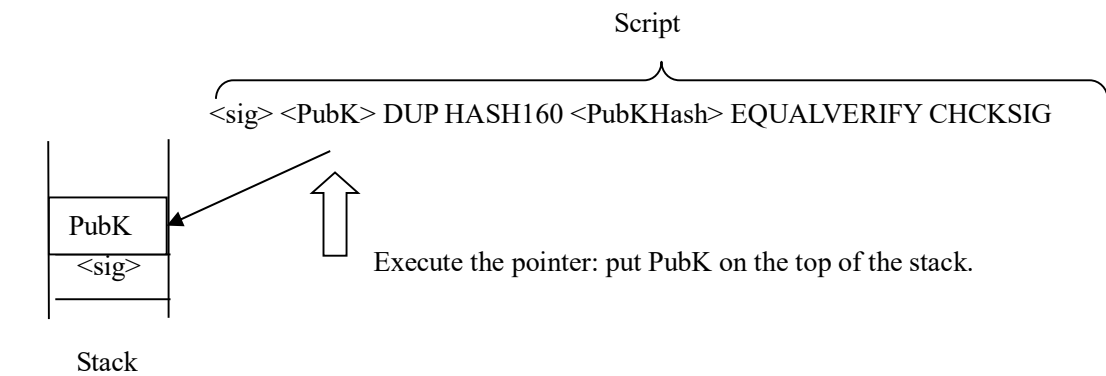 Script
<sig> <PubK> DUP HASH160 <PubKHash> EQUALVERIFY CHCKSIG
PubK
<sig>
Execute the pointer: put PubK on the top of the stack.
Stack